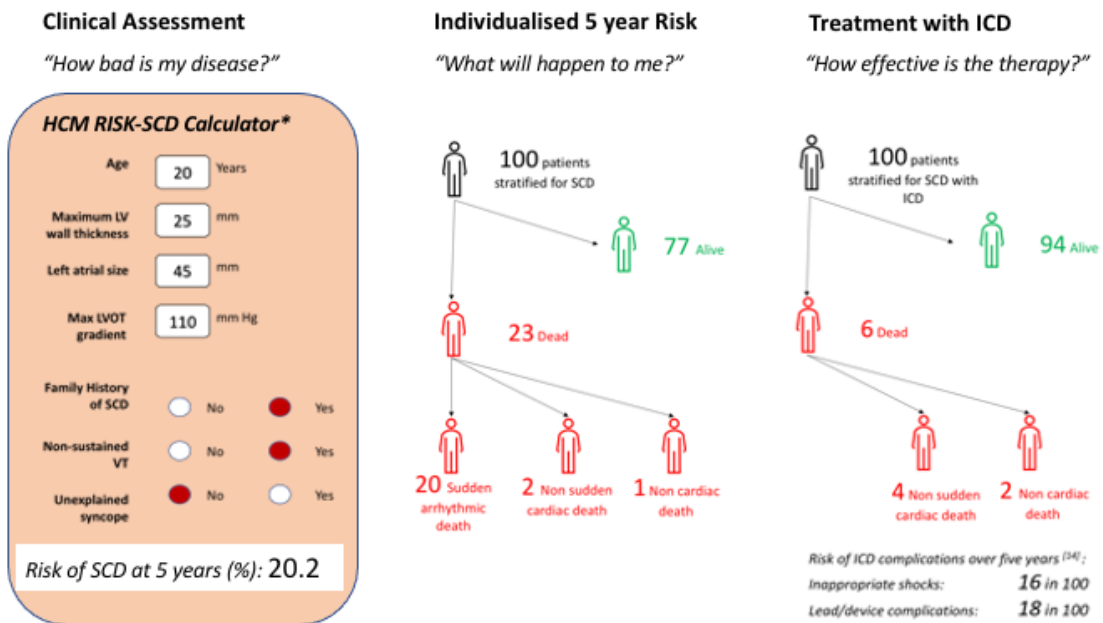 Clinical Assessment
"How bad is my disease?"
HCM RISK-SCD Calculator*
Age
20 Years
Maximum LV
wall thickness
25 mm
Left atrial size
45 mm
Max LVOT
gradient
110 mm Hg
Family History
of SCD
No Yes
Non-sustained
VT
No Yes
Unexplained
syncope
No Yes
Risk of SCD at 5 years (%): 20.2
Individualised 5 year Risk
"What will happen to me?"
100 patients
stratified for SCD
77 Alive
23 Dead
20 Sudden
arrhythmic
death
2 Non sudden
cardiac death
1 Non cardiac
death
Treatment with ICD
"How effective is the therapy?"
100 patients
stratified for SCD with
ICD
94 Alive
6 Dead
4 Non sudden
cardiac death
2 Non cardiac
death
Risk of ICD complications over five years [14] :
Inappropriate shocks: 16 in 100
Lead/device complications: 18 in 100